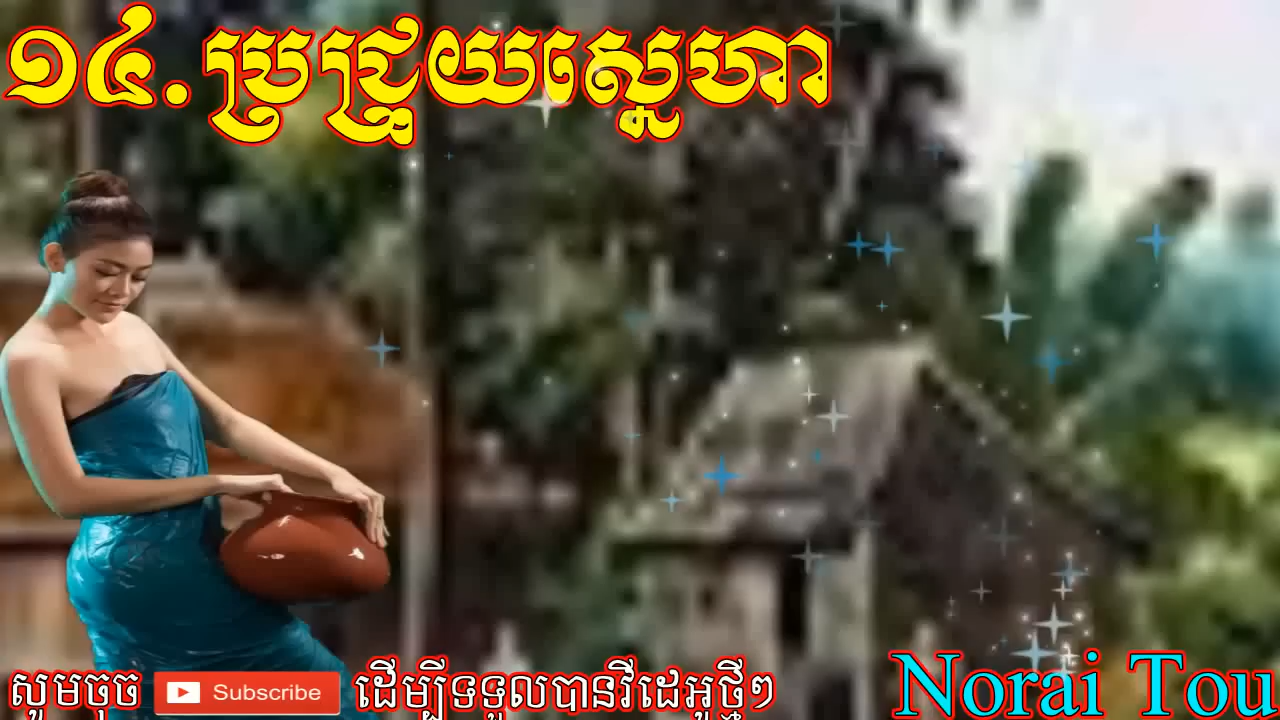 ១៤. ប្រជ្រួយស្នេហា
សូមចុច Subscribe ដើម្បីទទួលបានវីដេអូថ្មីៗ
Norai Tou